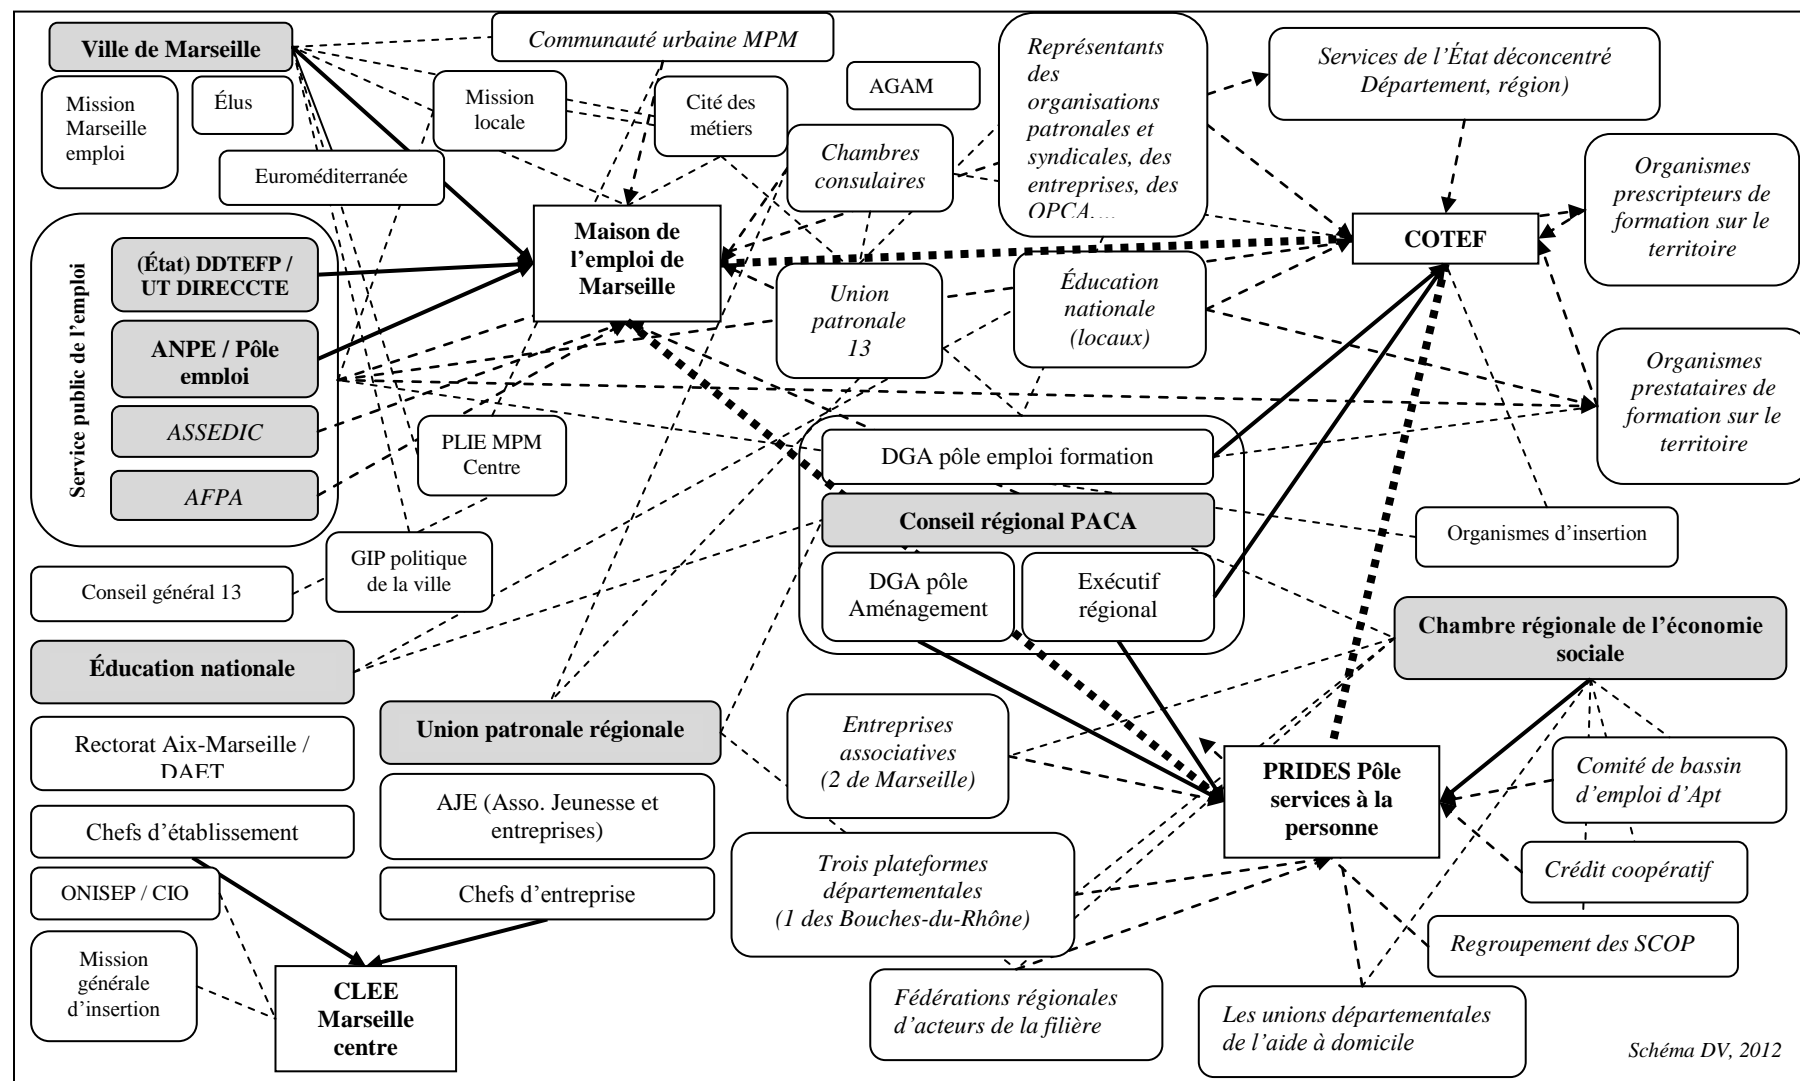 Ville de Marseille
Communauté urbaine MPM
Représentants
des
organisations
patronales et
syndicales, des
entreprises, des
OPCA,…
Services de l’État déconcentré
Département, région)
Mission
Marseille
emploi
Élus
Mission
locale
Cité des
métiers
AGAM
Chambres
consulaires
Euroméditerranée
Organismes
prescripteurs de
formation sur le
territoire
Service public de l’emploi
(État) DDTEFP /
UT DIRECCTE
ANPE / Pôle
emploi
ASSEDIC
AFPA
Maison de
l’emploi de
Marseille
COTEF
Union
patronale
13
Éducation
nationale
(locaux)
Organismes
prestataires de
formation sur le
territoire
PLIE MPM
Centre
DGA pôle emploi formation
Conseil régional PACA
DGA pôle
Aménagement
Exécutif
régional
Organismes d’insertion
GIP politique
de la ville
Conseil général 13
Chambre régionale de l’économie
sociale
Éducation nationale
Rectorat Aix-Marseille /
DAET
Chefs d’établissement
ONISEP / CIO
Mission
générale
d’insertion
Union patronale régionale
AJE (Asso. Jeunesse et
entreprises)
Chefs d’entreprise
CLEE
Marseille
centre
Entreprises
associatives
(2 de Marseille)
Trois plateformes
départementales
(1 des Bouches-du-Rhône)
Fédérations régionales
d’acteurs de la filière
PRIDES Pôle
services à la
personne
Comité de bassin
d’emploi d’Apt
Crédit coopératif
Regroupement des SCOP
Les unions départementales
de l’aide à domicile
Schéma DV, 2012